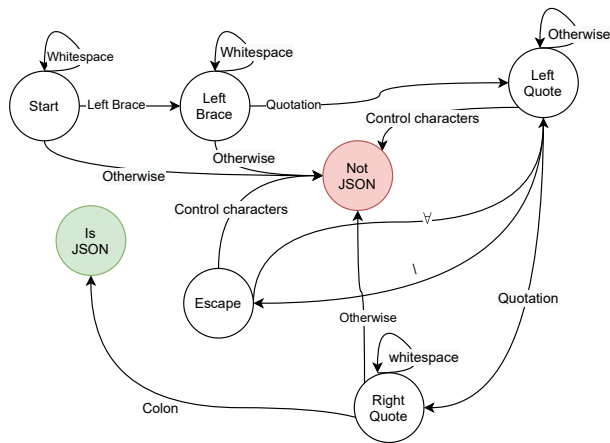 Whitespace
Whitespace
Otherwise
Start
Left Brace
Left
Brace
Quotation
Left
Quote
Control characters
Otherwise
Otherwise
Not
JSON
Control characters
Is
JSON
∀
\
Escape
Quotation
Otherwise
whitespace
Colon
Right
Quote